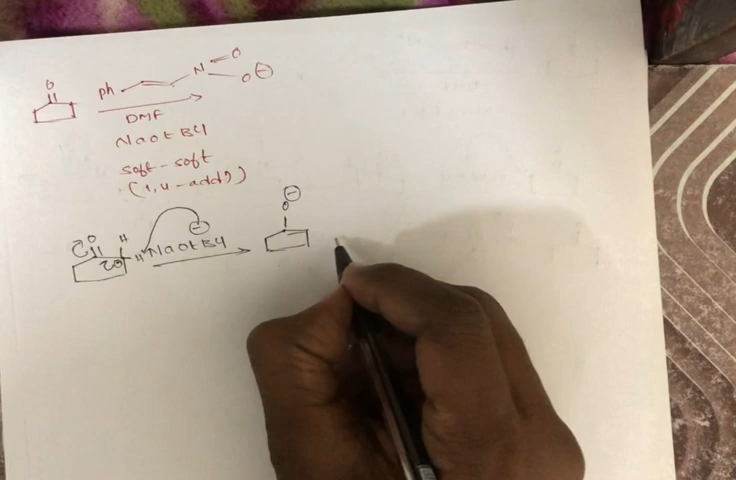 O
Ph N O
O ⊖
DMF
NaotBu
soft-soft
(1,4-addn)
⊖
O
O H
⊖
H NaotBu